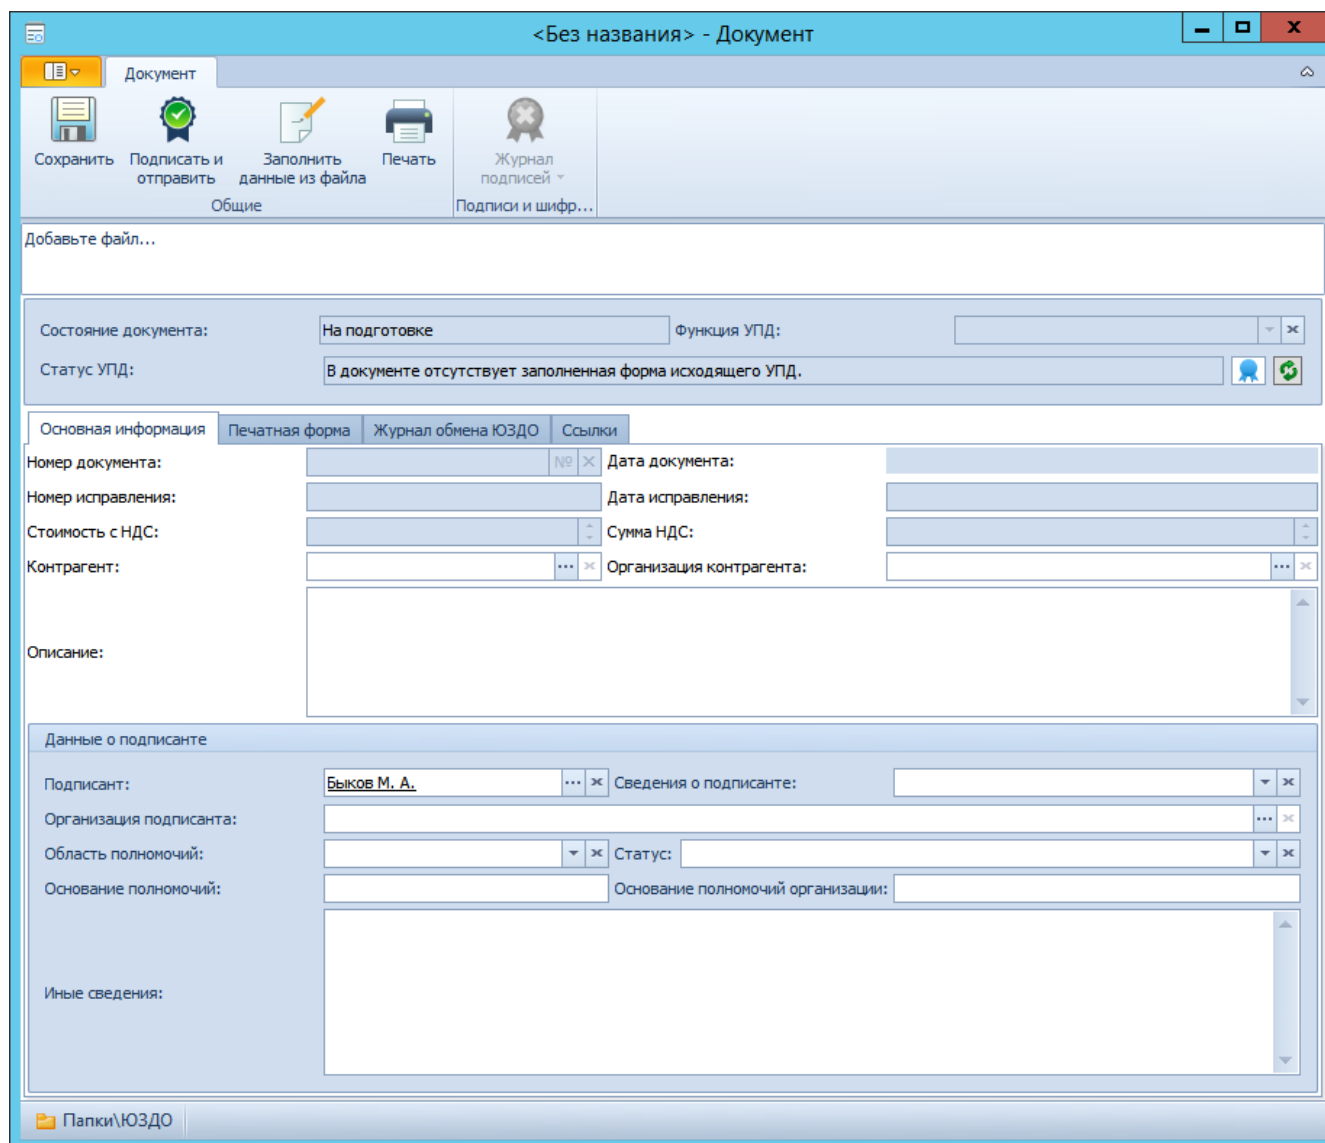 <Без названия> - Документ
Документ
Сохранить
Подписать и
отправить
Заполнить
данные из файла
Печать
Журнал
подписей
Общие
Подписи и шифр...
Добавьте файл...
Состояние документа: На подготовке Функция УПД:
Статус УПД: В документе отсутствует заполненная форма исходящего УПД.
Основная информация Печатная форма Журнал обмена ЮЗДО Ссылки
Номер документа: № Дата документа:
Номер исправления: Дата исправления:
Стоимость с НДС: Сумма НДС:
Контрагент: ... Организация контрагента: ...
Описание:
Данные о подписанте
Подписант: Быков М. А. ... Сведения о подписанте:
Организация подписанта: ...
Область полномочий: Статус:
Основание полномочий: Основание полномочий организации:
Иные сведения:
Папки\ЮЗДО